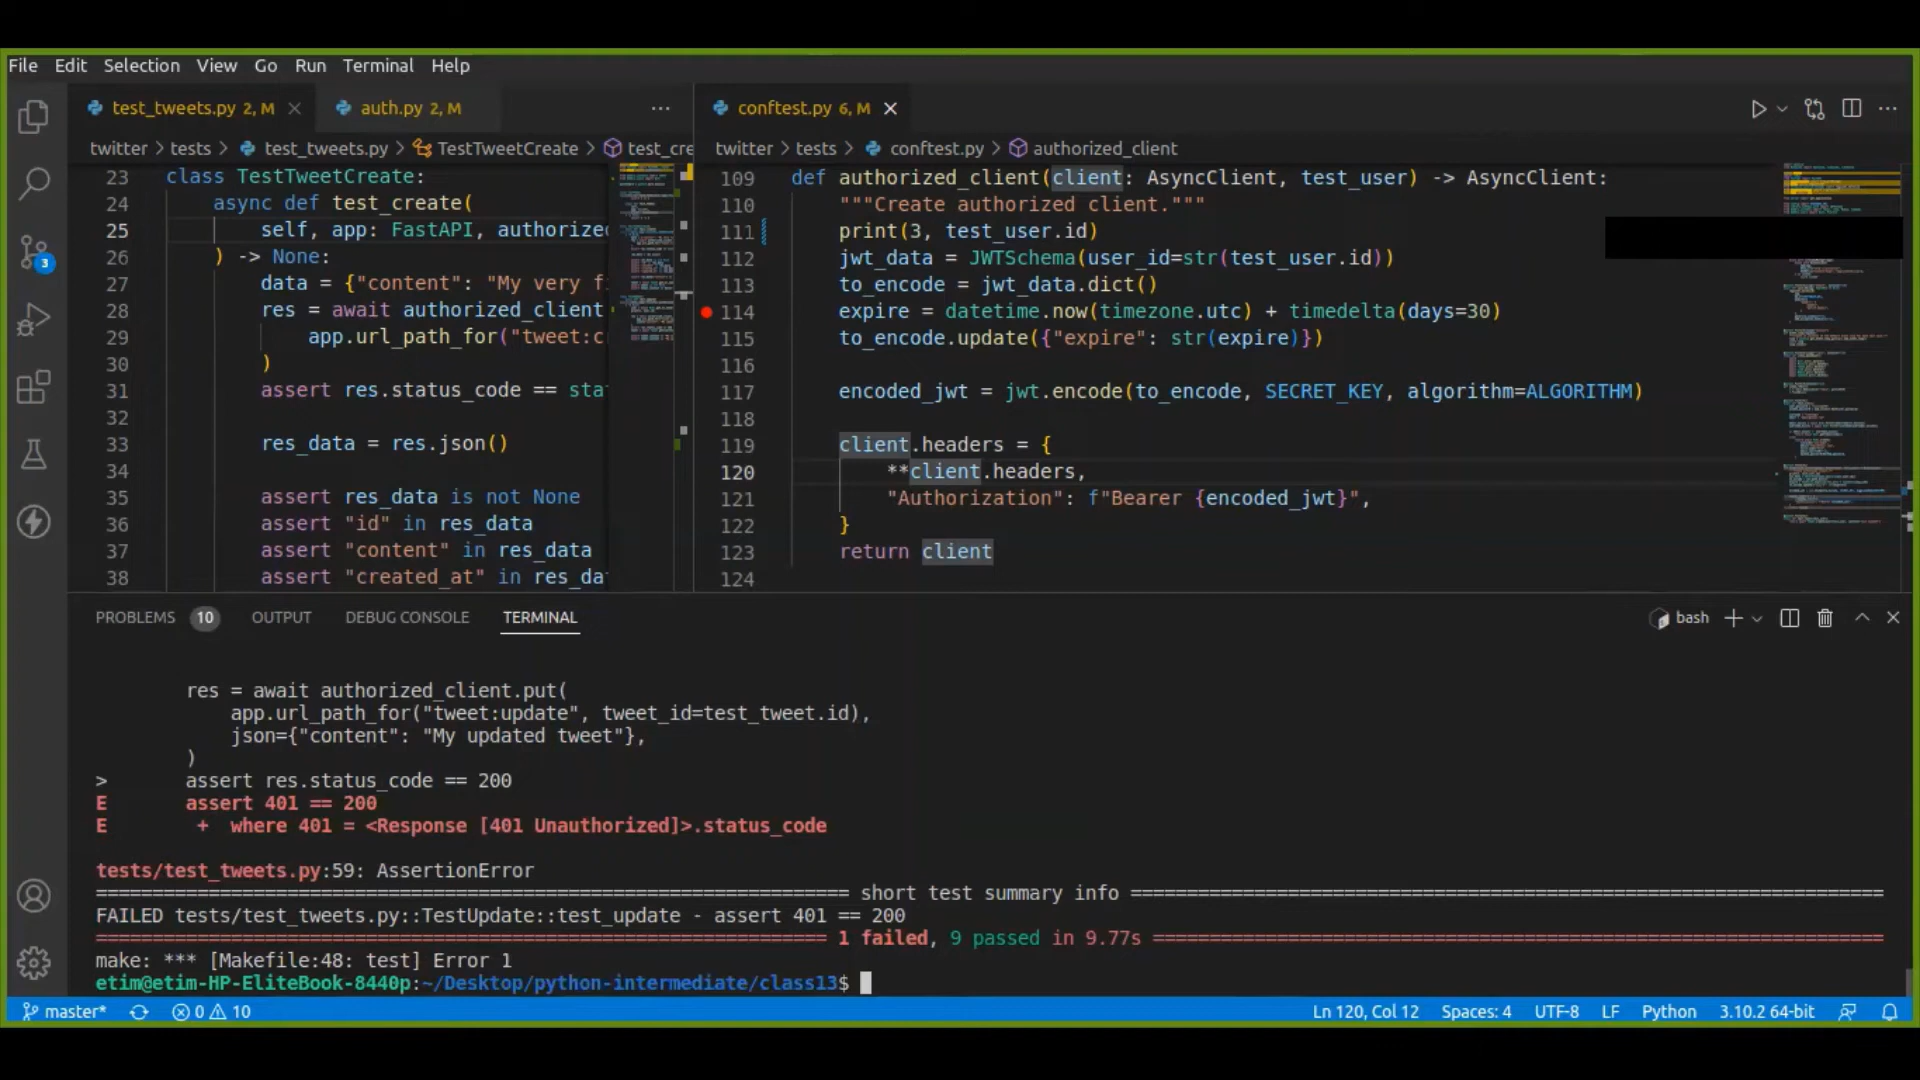 File Edit Selection View Go Run Terminal Help
test_tweets.py 2, M
auth.py 2, M
conftest.py 6, M
twitter > tests > test_tweets.py > TestTweetCreate > test_cre
twitter > tests > conftest.py > authorized_client
23 class TestTweetCreate:
24 async def test_create(
25 self, app: FastAPI, authorized
26 ) -> None:
27 data = {"content": "My very fi
28 res = await authorized_client
29 app.url_path_for("tweet:c
30 )
31 assert res.status_code == sta
32
33 res_data = res.json()
34
35 assert res_data is not None
36 assert "id" in res_data
37 assert "content" in res_data
38 assert "created_at" in res_da
109 def authorized_client(client: AsyncClient, test_user) -> AsyncClient:
110 """Create authorized client."""
111 print(3, test_user.id)
112 jwt_data = JWTSchema(user_id=str(test_user.id))
113 to_encode = jwt_data.dict()
114 expire = datetime.now(timezone.utc) + timedelta(days=30)
115 to_encode.update({"expire": str(expire)})
116
117 encoded_jwt = jwt.encode(to_encode, SECRET_KEY, algorithm=ALGORITHM)
118
119 client.headers = {
120 **client.headers,
121 "Authorization": f"Bearer {encoded_jwt}",
122 }
123 return client
124
3
PROBLEMS 10 OUTPUT DEBUG CONSOLE TERMINAL
bash
res = await authorized_client.put(
app.url_path_for("tweet:update", tweet_id=test_tweet.id),
json={"content": "My updated tweet"},
)
> assert res.status_code == 200
E assert 401 == 200
E + where 401 = <Response [401 Unauthorized]>.status_code
tests/test_tweets.py:59: AssertionError
short test summary info
FAILED tests/test_tweets.py::TestUpdate::test_update - assert 401 == 200
1 failed, 9 passed in 9.77s
make: *** [Makefile:48: test] Error 1
etim@etim-HP-EliteBook-8440p:~/Desktop/python-intermediate/class13$
master* 0 10 Ln 120, Col 12 Spaces: 4 UTF-8 LF Python 3.10.2 64-bit